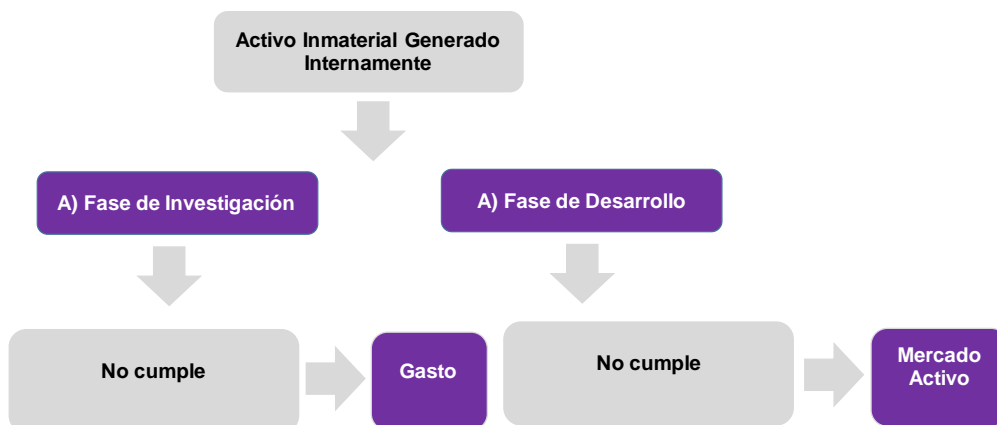 Activo Inmaterial Generado
Internamente
A) Fase de Investigación
A) Fase de Desarrollo
No cumple
Gasto
No cumple
Mercado
Activo